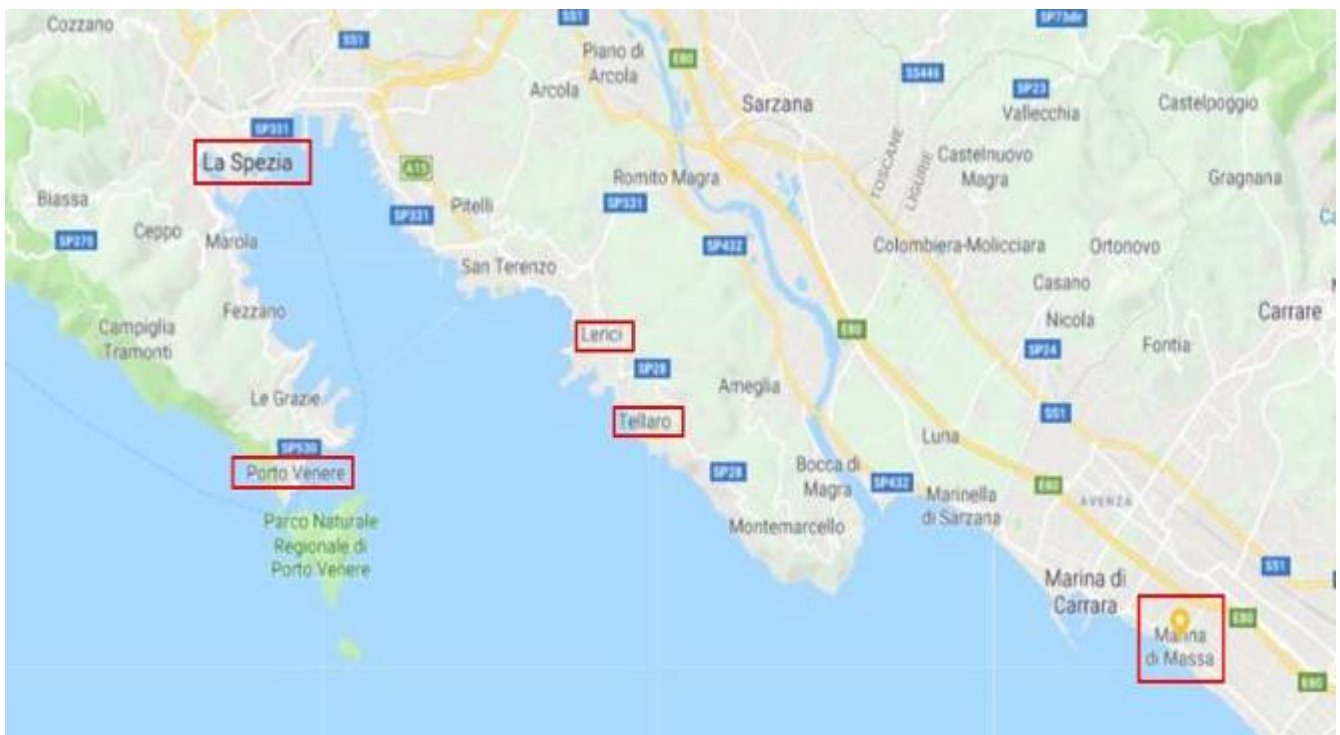 Cozzano
SS1
SS1
SP73dir
Piano di
Arcola
E80
Arcola
SS446
SP23
Vallecchia
Castelpoggio
Sarzana
SP331
La Spezia
A15
TOSCANE
LIGURIE
Castelnuovo
Magra
Gragnana
Romito Magra
Biassa
SP331
Pitelli
SP331
SP370
Ceppo
Marola
SP432
Colombiera-Molicciara
Ortonovo
San Terenzo
Casano
Nicola
Carrare
Fezzano
Campiglia
Tramonti
Lerici
E80
SP24
Fontia
SP28
Ameglia
Le Grazie
Tellaro
SS1
Luna
SP530
Porto Venere
SP28
Bocca di
Magra
SP432
E80
Marinella
di Sarzana
AVENZA
Parco Naturale
Regionale di
Porto Venere
Montemarcello
SS1
Marina di
Carrara
E80
Marina
di Massa
E80